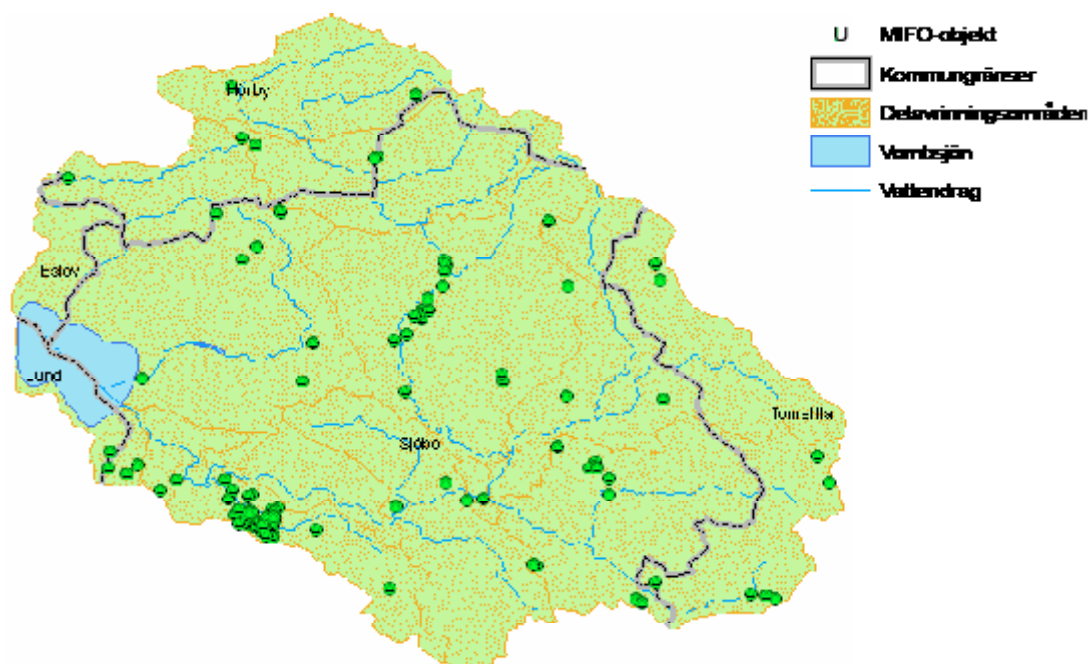 U MIFO-objekt
Kommungränser
Delavrinningsområden
Vombsjön
Vattendrag
Hörby
Eslöv
Lund
Sjöbo
Tomelilla